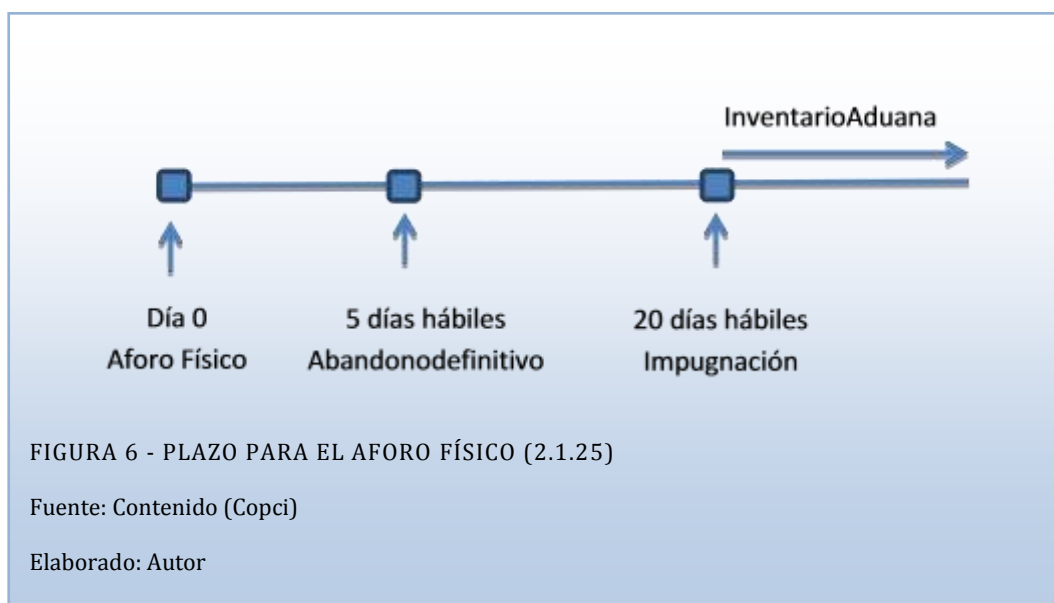 InventarioAduana
Día 0
Aforo Físico
5 días hábiles
Abandonodefinitivo
20 días hábiles
Impugnación
FIGURA 6 - PLAZO PARA EL AFORO FÍSICO (2.1.25)
Fuente: Contenido (Copci)
Elaborado: Autor